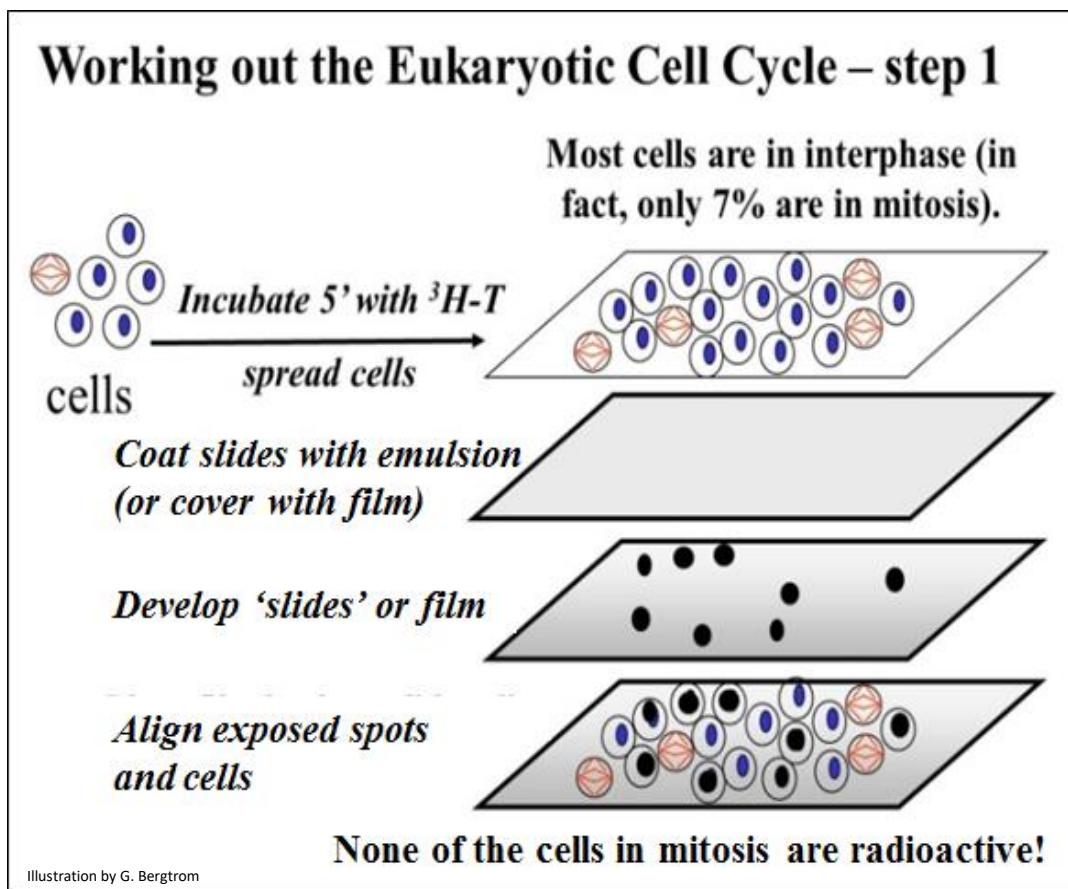 Working out the Eukaryotic Cell Cycle – step 1
Most cells are in interphase (in
fact, only 7% are in mitosis).
Incubate 5’ with ³H-T
spread cells
cells
Coat slides with emulsion
(or cover with film)
Develop ‘slides’ or film
Align exposed spots
and cells
None of the cells in mitosis are radioactive!
Illustration by G. Bergtrom